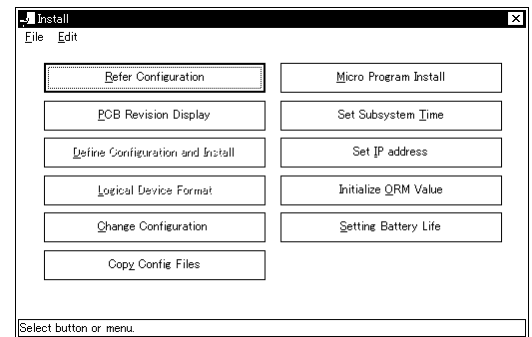 Install
File Edit
Refer Configuration
PCB Revision Display
Define Configuration and Install
Logical Device Format
Change Configuration
Copy Config Files
Micro Program Install
Set Subsystem Time
Set IP address
Initialize ORM Value
Setting Battery Life
Select button or menu.